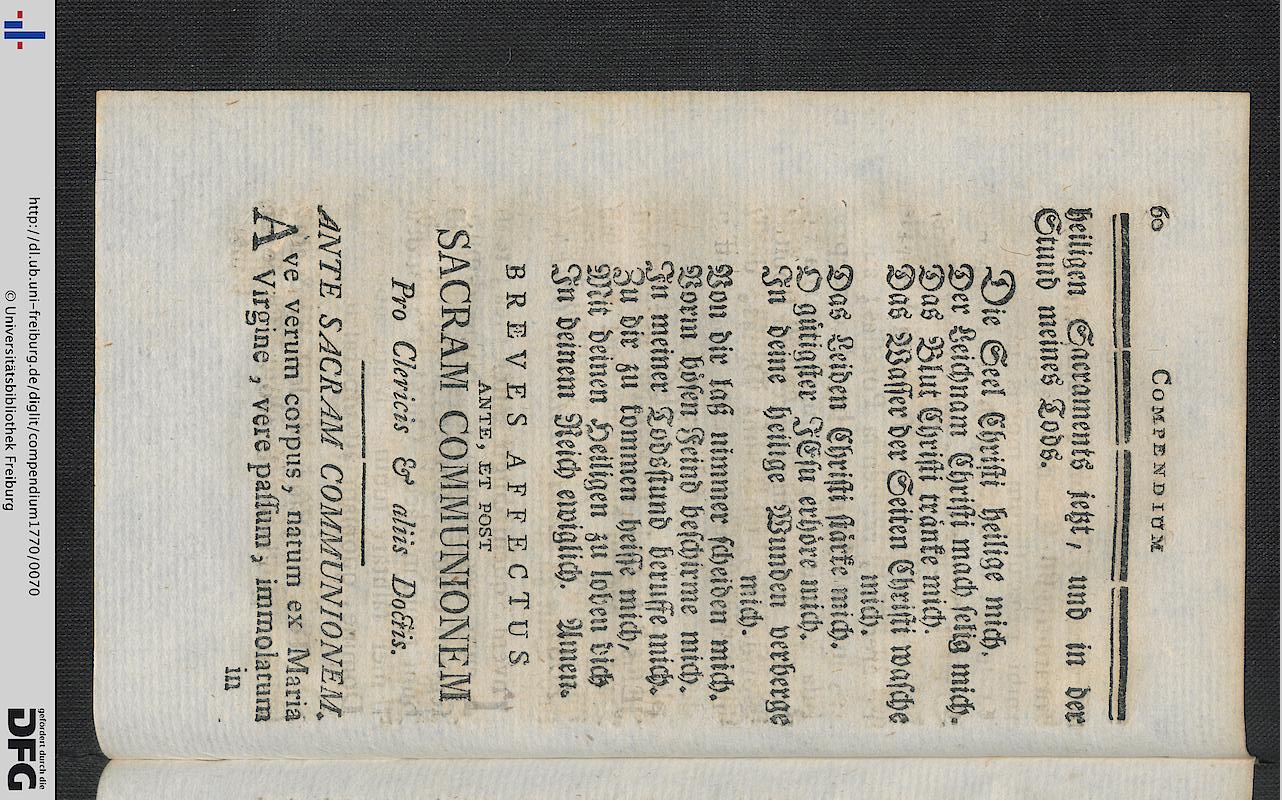 60 COMPENDIUM
heiligen Sacraments jetzt, und in der
Stund meines Tods.
Die Seel Christi heilige mich,
Der Leichnam Christi mach selig mich.
Das Blut Christi tränke mich.
Das Wasser der Seiten Christi wasche
mich.
Das Leiden Christi stärke mich.
O gütigster JEsu erhöre mich.
In deine heilige Wunden verberge
mich.
Von dir laß nimmer scheiden mich.
Vorm bösen Feind beschirme mich.
In meiner Todsstund beruffe mich.
Zu dir zu kommen heisse mich,
Mit deinen Heiligen zu loben dich
In deinem Reich ewiglich. Amen.
BREVES AFFECTUS
ANTE, ET POST
SACRAM COMMUNIONEM
Pro Clericis & aliis Doctis.
ANTE SACRAM COMMUNIONEM.
Ave verum corpus, natum ex Maria
Virgine, vere passum, immolatum
in
http://dl.ub.uni-freiburg.de/diglit/compendium1770/0070
© Universitätsbibliothek Freiburg
gefördert durch die
DFG